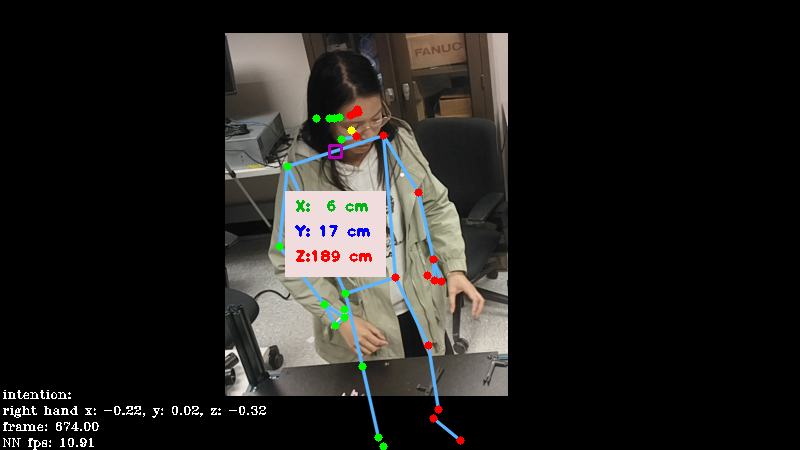 FANUC
X: 6 cm
Y: 17 cm
Z:189 cm
intention:
right hand x: -0.22, y: 0.02, z: -0.32
frame: 674.00
NN fps: 10.91